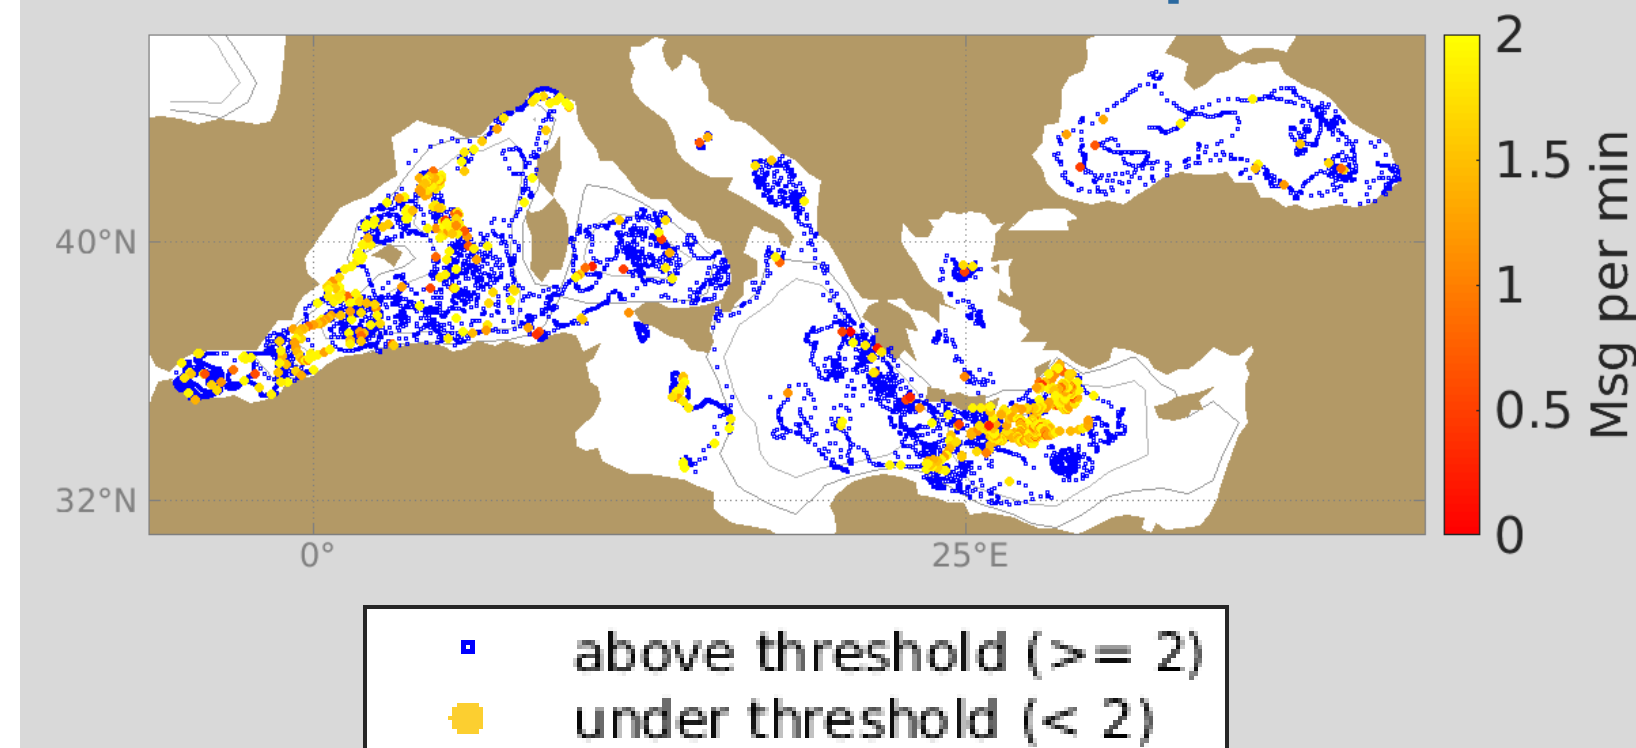 2
1.5
1
0.5
0
Msg per min
40°N
32°N
0°
25°E
above threshold (>= 2)
under threshold (< 2)